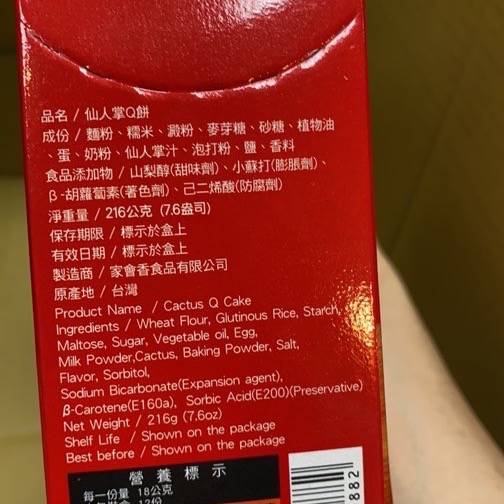 品名 / 仙人掌Q餅
成份 / 麵粉、糯米、澱粉、麥芽糖、砂糖、植物油
、蛋、奶粉、仙人掌汁、泡打粉、鹽、香料
食品添加物 / 山梨醇(甜味劑)、小蘇打(膨脹劑)、
β-胡蘿蔔素(著色劑)、己二烯酸(防腐劑)
淨重量 / 216公克 (7.6盎司)
保存期限 / 標示於盒上
有效日期 / 標示於盒上
製造商 / 家會香食品有限公司
原產地 / 台灣
Product Name / Cactus Q Cake
Ingredients / Wheat Flour, Glutinous Rice, Starch,
Maltose, Sugar, Vegetable oil, Egg,
Milk Powder,Cactus, Baking Powder, Salt,
Flavor, Sorbitol,
Sodium Bicarbonate(Expansion agent),
β-Carotene(E160a), Sorbic Acid(E200)(Preservative)
Net Weight / 216g (7.6oz)
Shelf Life / Shown on the package
Best before / Shown on the package
營養標示
每一份量 18公克
882